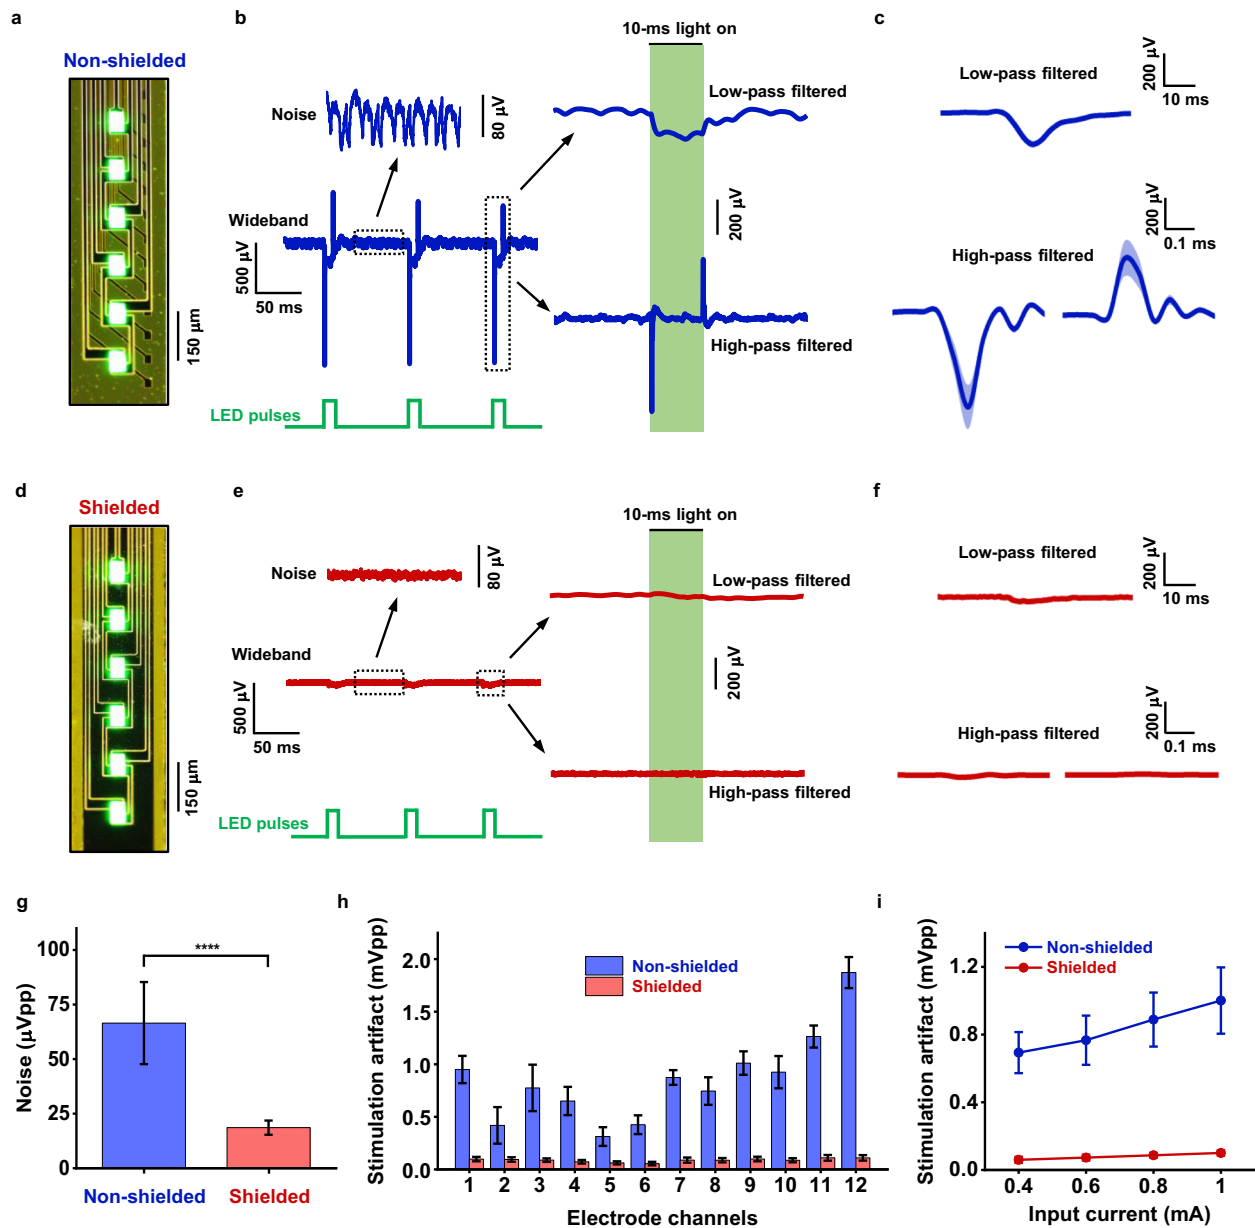 a
Non-shielded
150 μm
b
10-ms light on
Noise
80 μV
Low-pass filtered
Wideband
500 μV
50 ms
200 μV
High-pass filtered
LED pulses
c
200 μV
10 ms
Low-pass filtered
200 μV
0.1 ms
High-pass filtered
d
Shielded
150 μm
e
10-ms light on
Noise
80 μV
Low-pass filtered
Wideband
500 μV
50 ms
200 μV
High-pass filtered
LED pulses
f
Low-pass filtered
200 μV
10 ms
200 μV
0.1 ms
High-pass filtered
g
Noise (μVpp)
100
75
50
25
0
****
Non-shielded
Shielded
h
Stimulation artifact (mVpp)
2.0
1.5
1.0
0.5
0.0
Non-shielded
Shielded
1 2 3 4 5 6 7 8 9 10 11 12
Electrode channels
i
Stimulation artifact (mVpp)
1.2
0.8
0.4
0.0
Non-shielded
Shielded
0.4 0.6 0.8 1
Input current (mA)